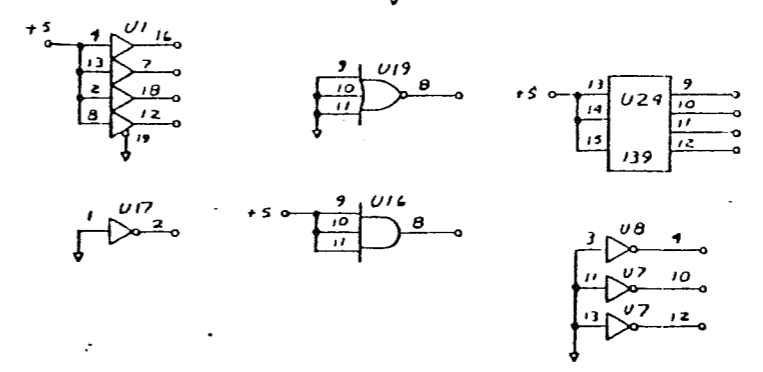 +5
4 U1 16
13 7
2 18
8 12
19
9 U19
10 8
11
+5 13 U24 9
14 10
15 11
139 12
1 U17 2
+5 9 U16
10 8
11
3 U8 4
11 U7 10
13 U7 12